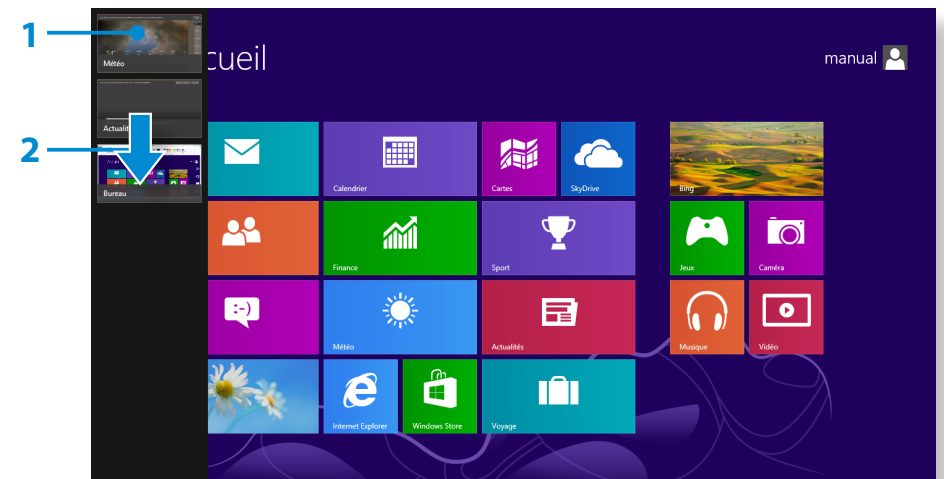 1
Météo
cueil
manual
Actualit
2
Bureau
Calendrier
Cartes
SkyDrive
Bing
Finance
Sport
Jeux
Caméra
:-)
Météo
Actualités
Musique
Vidéo
Internet Explorer
Windows Store
Voyage